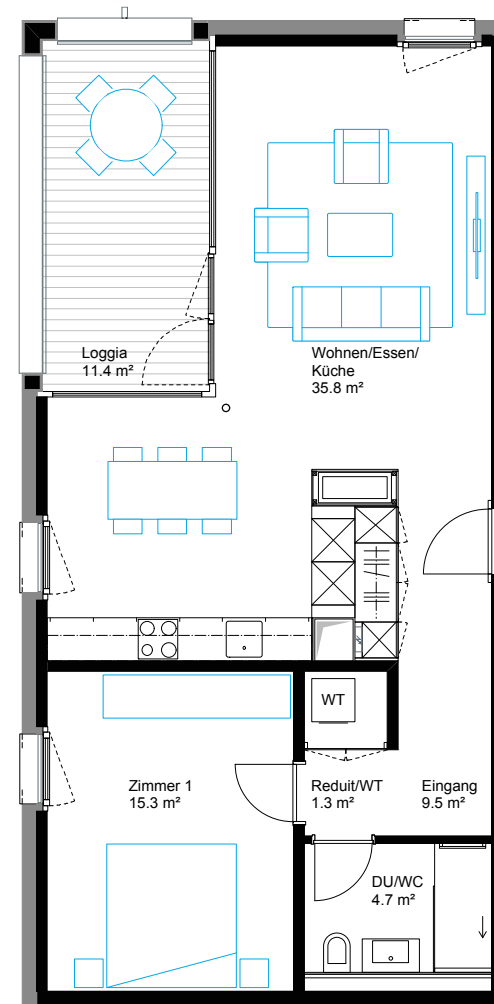 Loggia
11.4 m²
Wohnen/Essen/
Küche
35.8 m²
WT
Zimmer 1
15.3 m²
Reduit/WT
1.3 m²
Eingang
9.5 m²
DU/WC
4.7 m²